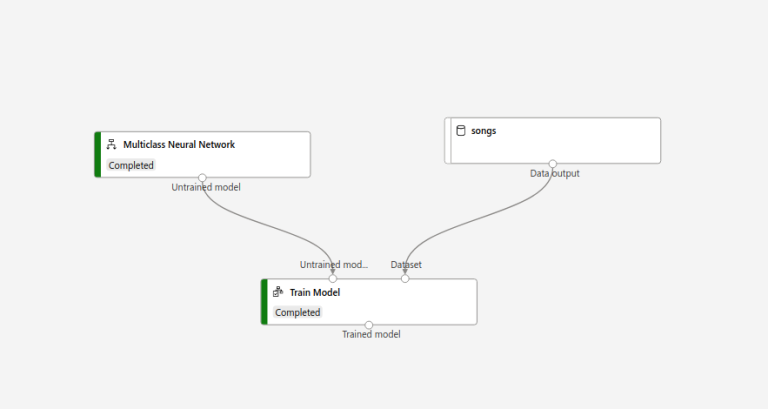 Multiclass Neural Network
Completed
Untrained model
songs
Data output
Untrained mod...
Dataset
Train Model
Completed
Trained model